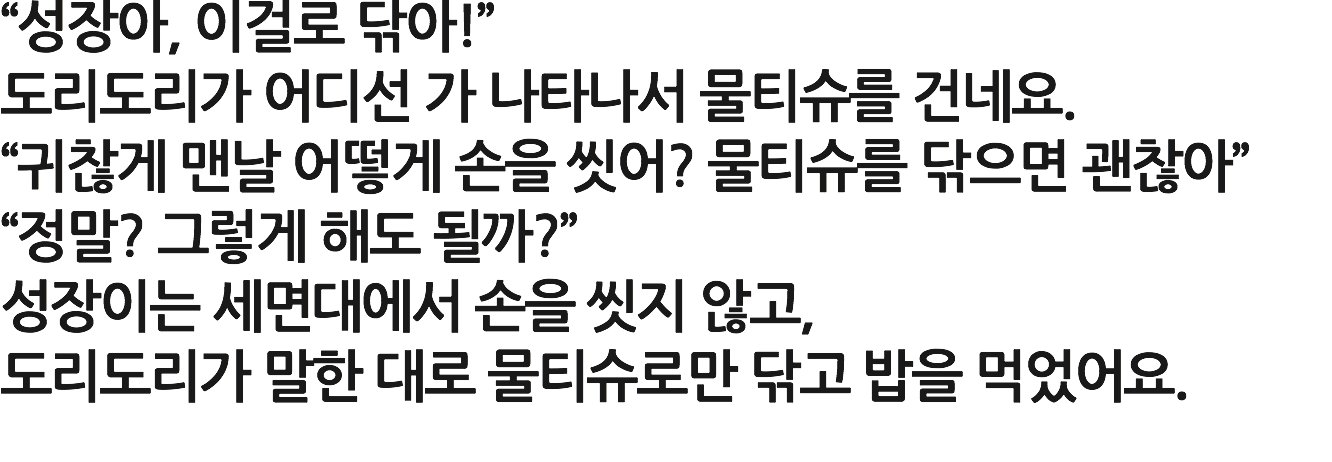 “성장아, 이걸로 닦아!”
도리도리가 어디선 가 나타나서 물티슈를 건네요.
“귀찮게 맨날 어떻게 손을 씻어? 물티슈를 닦으면 괜찮아”
“정말? 그렇게 해도 될까?”
성장이는 세면대에서 손을 씻지 않고,
도리도리가 말한 대로 물티슈로만 닦고 밥을 먹었어요.